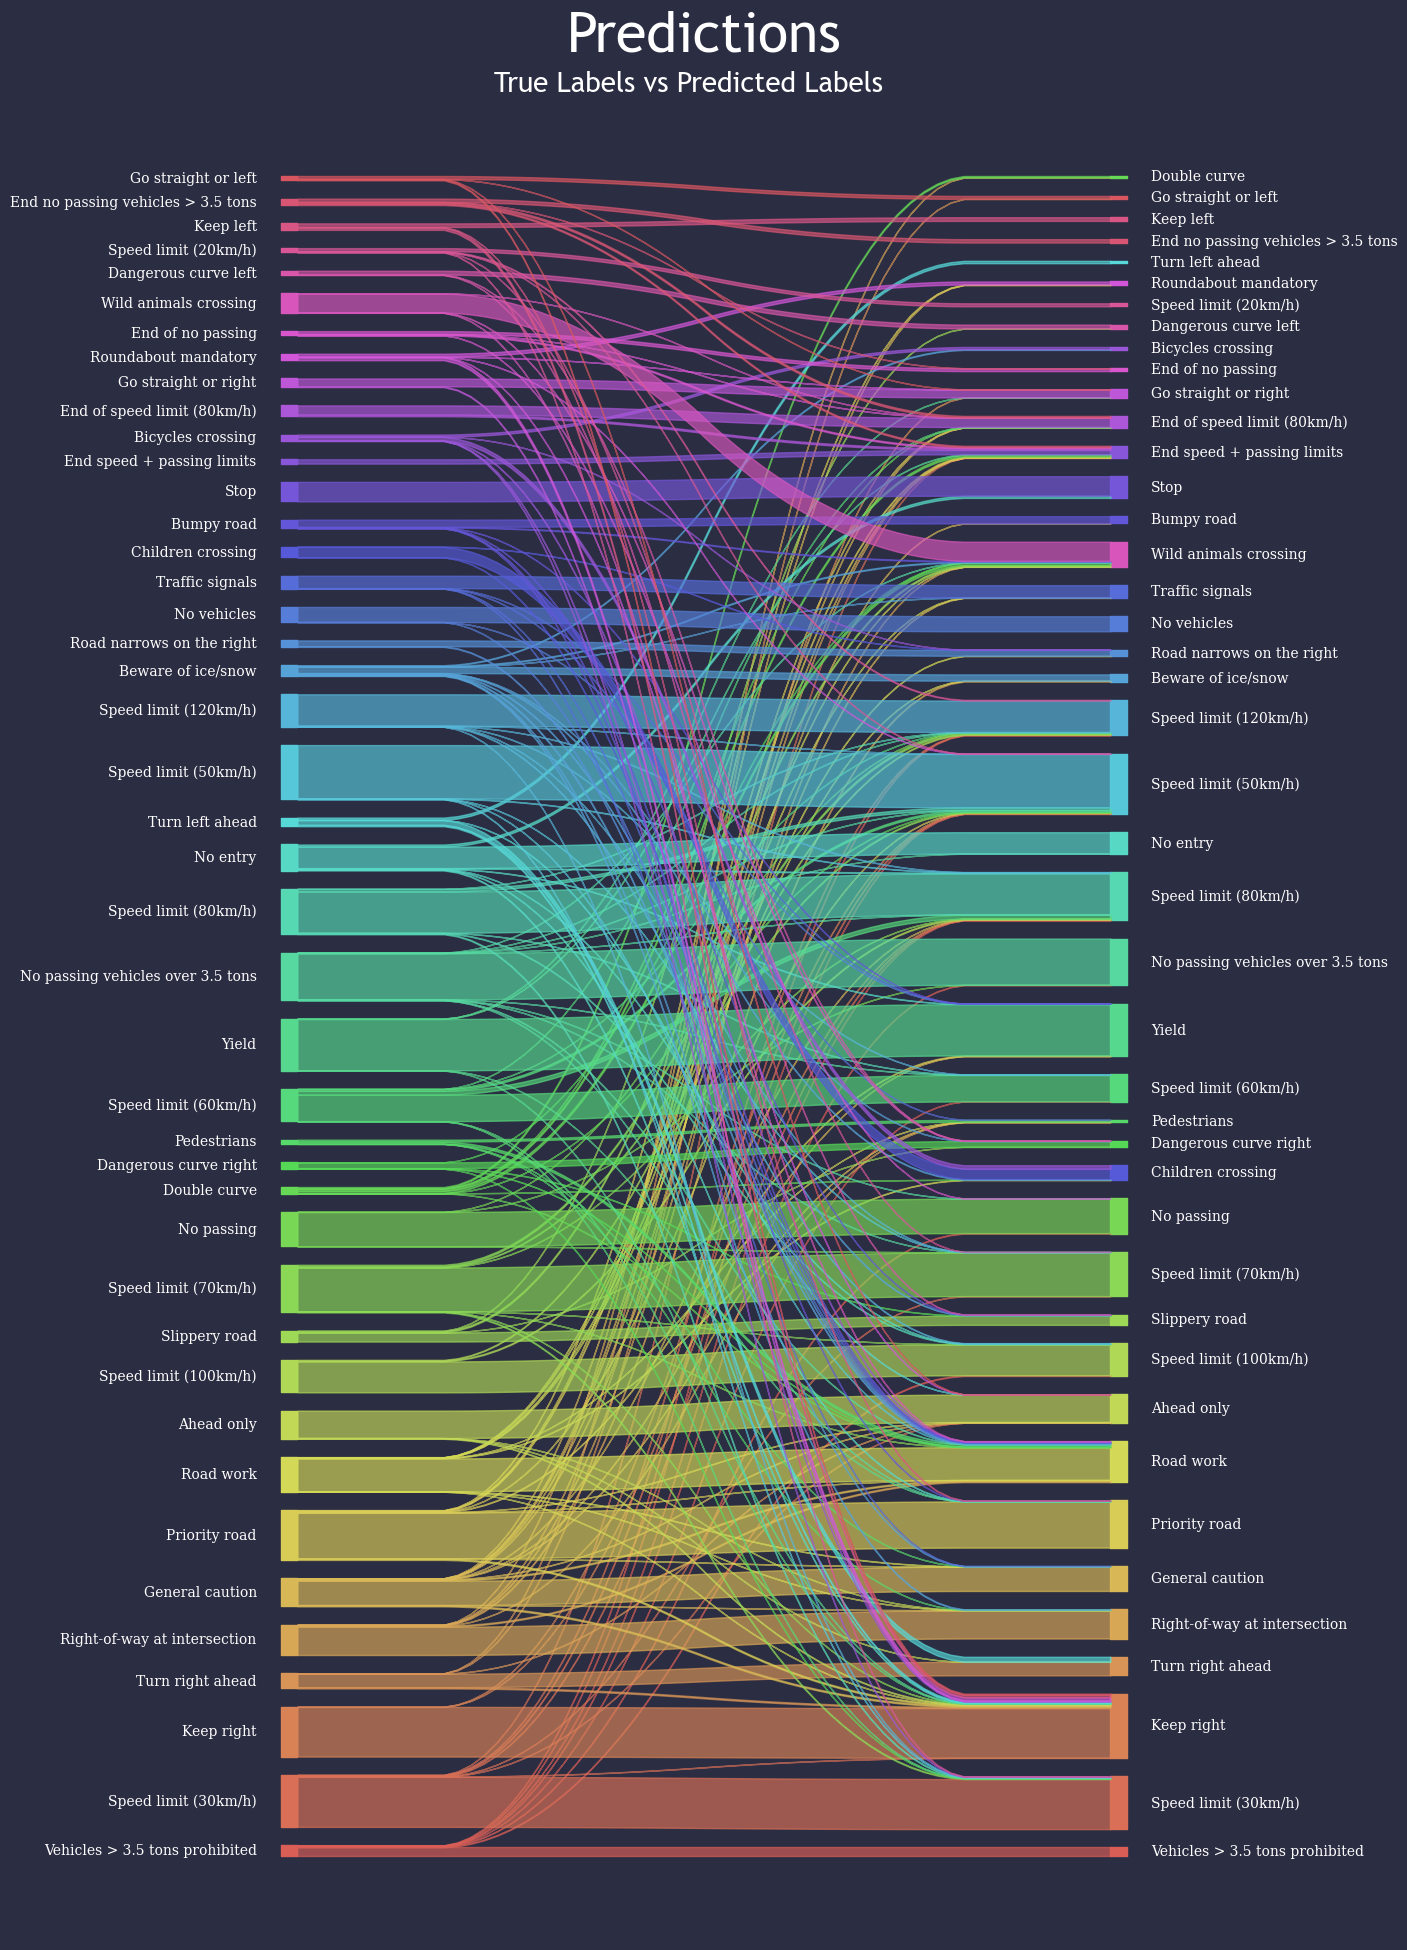 Predictions
True Labels vs Predicted Labels
Go straight or left
End no passing vehicles > 3.5 tons
Keep left
Speed limit (20km/h)
Dangerous curve left
Wild animals crossing
End of no passing
Roundabout mandatory
Go straight or right
End of speed limit (80km/h)
Bicycles crossing
End speed + passing limits
Stop
Bumpy road
Children crossing
Traffic signals
No vehicles
Road narrows on the right
Beware of ice/snow
Speed limit (120km/h)
Speed limit (50km/h)
Turn left ahead
No entry
Speed limit (80km/h)
No passing vehicles over 3.5 tons
Yield
Speed limit (60km/h)
Pedestrians
Dangerous curve right
Double curve
No passing
Speed limit (70km/h)
Slippery road
Speed limit (100km/h)
Ahead only
Road work
Priority road
General caution
Right-of-way at intersection
Turn right ahead
Keep right
Speed limit (30km/h)
Vehicles > 3.5 tons prohibited
Double curve
Go straight or left
Keep left
End no passing vehicles > 3.5 tons
Turn left ahead
Roundabout mandatory
Speed limit (20km/h)
Dangerous curve left
Bicycles crossing
End of no passing
Go straight or right
End of speed limit (80km/h)
End speed + passing limits
Stop
Bumpy road
Wild animals crossing
Traffic signals
No vehicles
Road narrows on the right
Beware of ice/snow
Speed limit (120km/h)
Speed limit (50km/h)
No entry
Speed limit (80km/h)
No passing vehicles over 3.5 tons
Yield
Speed limit (60km/h)
Pedestrians
Dangerous curve right
Children crossing
No passing
Speed limit (70km/h)
Slippery road
Speed limit (100km/h)
Ahead only
Road work
Priority road
General caution
Right-of-way at intersection
Turn right ahead
Keep right
Speed limit (30km/h)
Vehicles > 3.5 tons prohibited